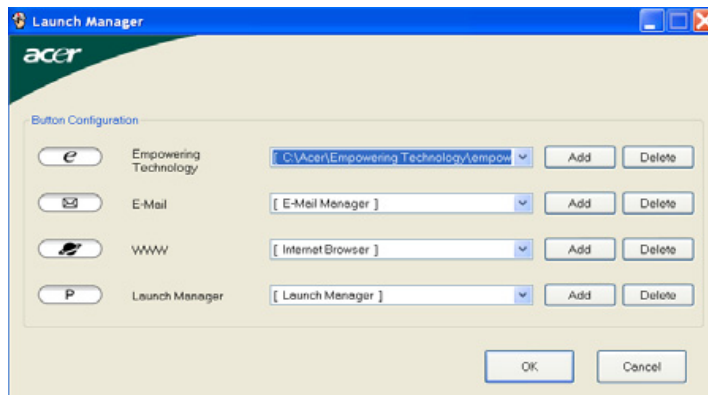 Launch Manager
acer
Button Configuration
e Empowering Technology [ C:\Acer\Empowering Technology\empow Add Delete
E-Mail [ E-Mail Manager ] Add Delete
WWW [ Internet Browser ] Add Delete
P Launch Manager [ Launch Manager ] Add Delete
OK Cancel